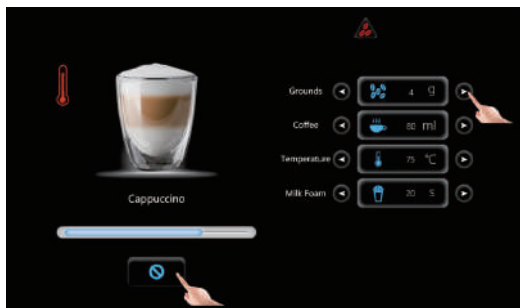 Grounds 4 g
Coffee 80 ml
Temperature 75 °C
Milk Foam 20 S
Cappuccino